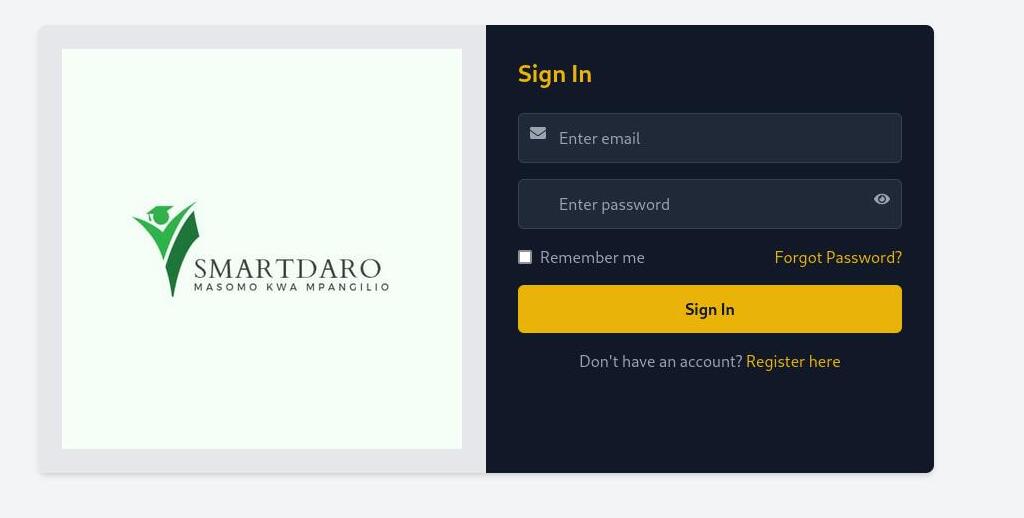 SMARTDARO
MASOMO KWA MPANGILIO
Sign In
Enter email
Enter password
Remember me
Forgot Password?
Sign In
Don't have an account? Register here